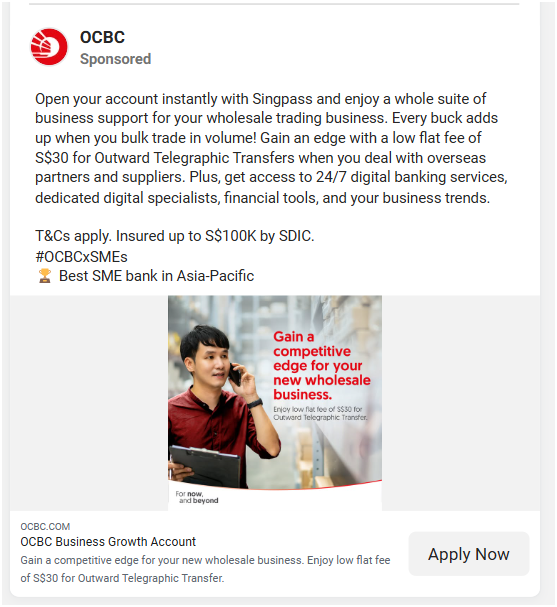 OCBC
Sponsored
Open your account instantly with Singpass and enjoy a whole suite of
business support for your wholesale trading business. Every buck adds
up when you bulk trade in volume! Gain an edge with a low flat fee of
S$30 for Outward Telegraphic Transfers when you deal with overseas
partners and suppliers. Plus, get access to 24/7 digital banking services,
dedicated digital specialists, financial tools, and your business trends.
T&Cs apply. Insured up to S$100K by SDIC.
#OCBCxSMEs
🏆 Best SME bank in Asia-Pacific
Gain a
competitive
edge for your
new wholesale
business.
Enjoy low flat fee of S$30 for
Outward Telegraphic Transfer.
For now,
and beyond
OCBC.COM
OCBC Business Growth Account
Gain a competitive edge for your new wholesale business. Enjoy low flat fee
of S$30 for Outward Telegraphic Transfer.
Apply Now